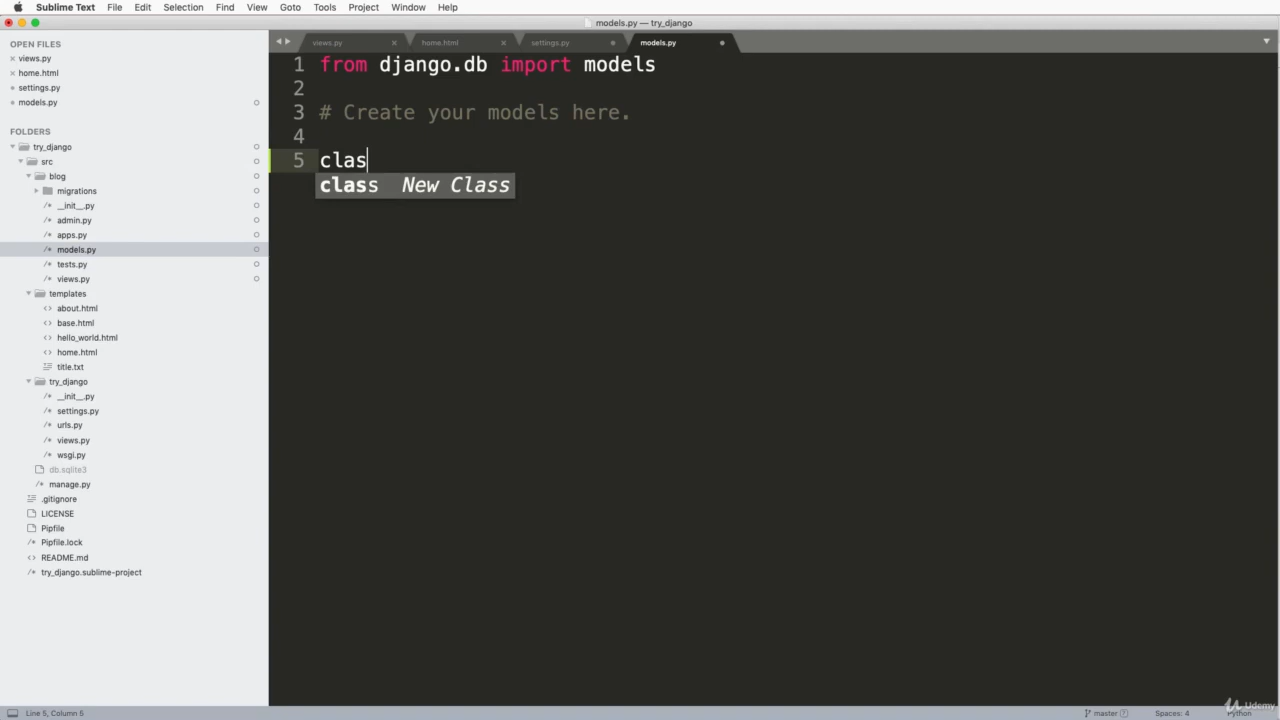 Sublime Text File Edit Selection Find View Goto Tools Project Window Help
models.py — try_django
OPEN FILES
views.py
home.html
settings.py
models.py
FOLDERS
try_django
src
blog
migrations
__init__.py
admin.py
apps.py
models.py
tests.py
views.py
templates
about.html
base.html
hello_world.html
home.html
title.txt
try_django
__init__.py
settings.py
urls.py
views.py
wsgi.py
db.sqlite3
manage.py
.gitignore
LICENSE
Pipfile
Pipfile.lock
README.md
try_django.sublime-project
views.py home.html settings.py models.py
1 from django.db import models
2
3 # Create your models here.
4
5 clas
class New Class
Line 5, Column 5
master 7 Spaces: 4 Python
Udemy